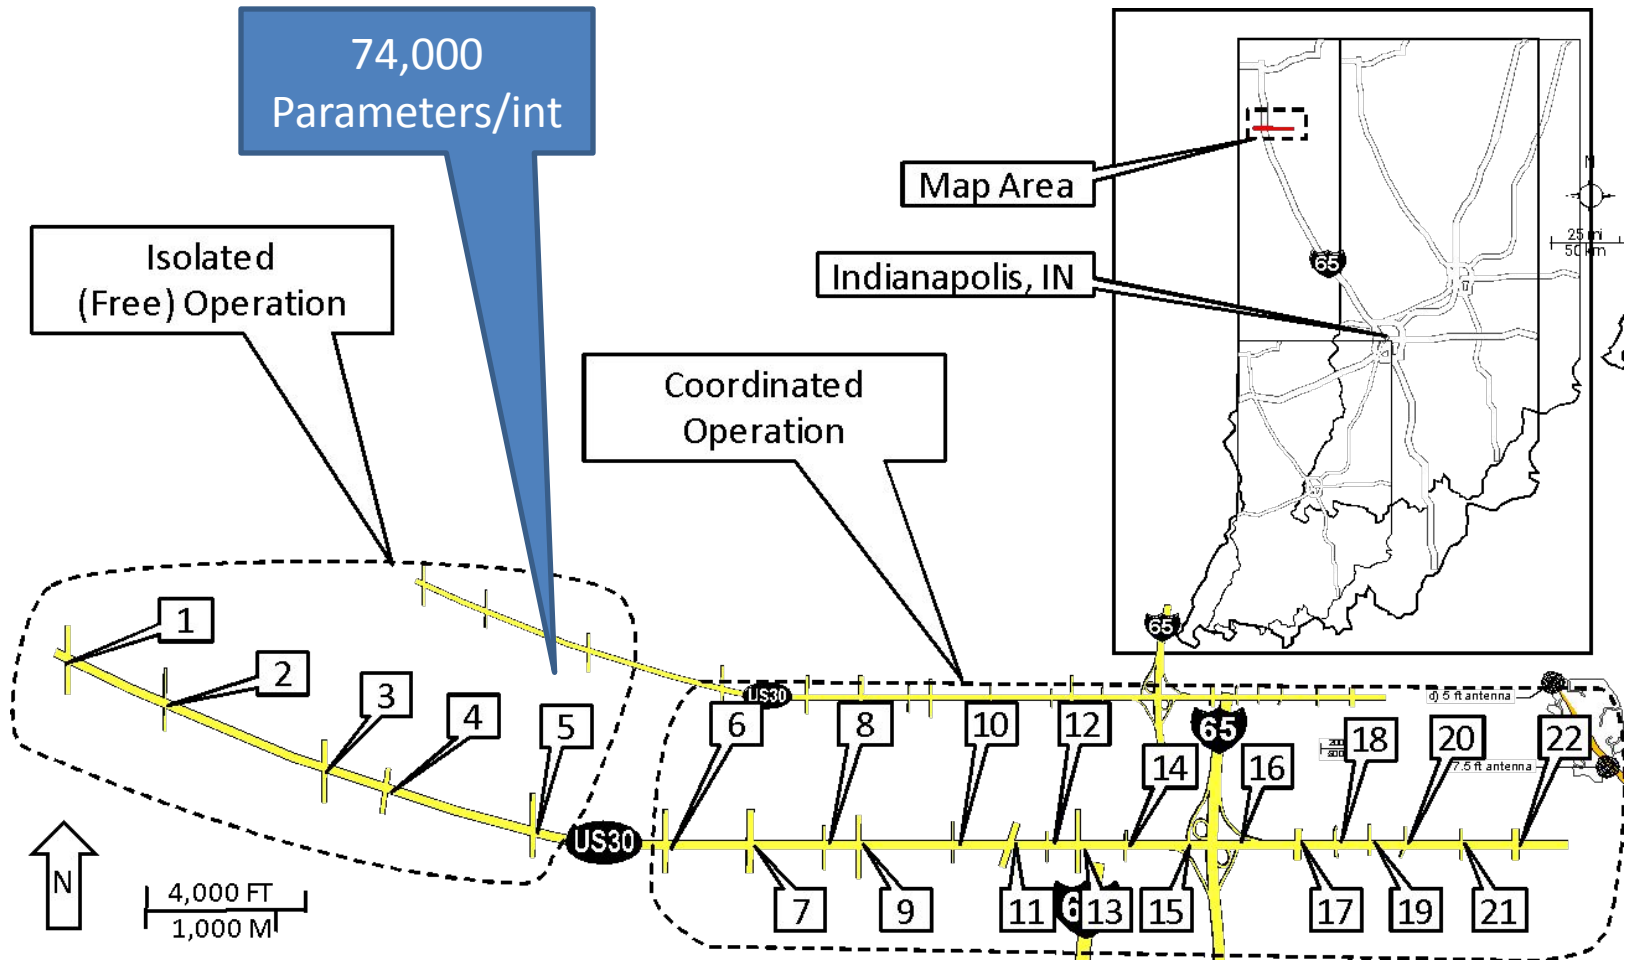 74,000
Parameters/int
Isolated
(Free) Operation
Coordinated
Operation
Map Area
Indianapolis, IN
65
N
25 mi
50 km
65
US30
d) 5 ft antenna
7.5 ft antenna
65
1
2
3
4
5
6
8
10
12
14
16
18
20
22
US30
7
9
11
13
15
17
19
21
N
4,000 FT
1,000 M